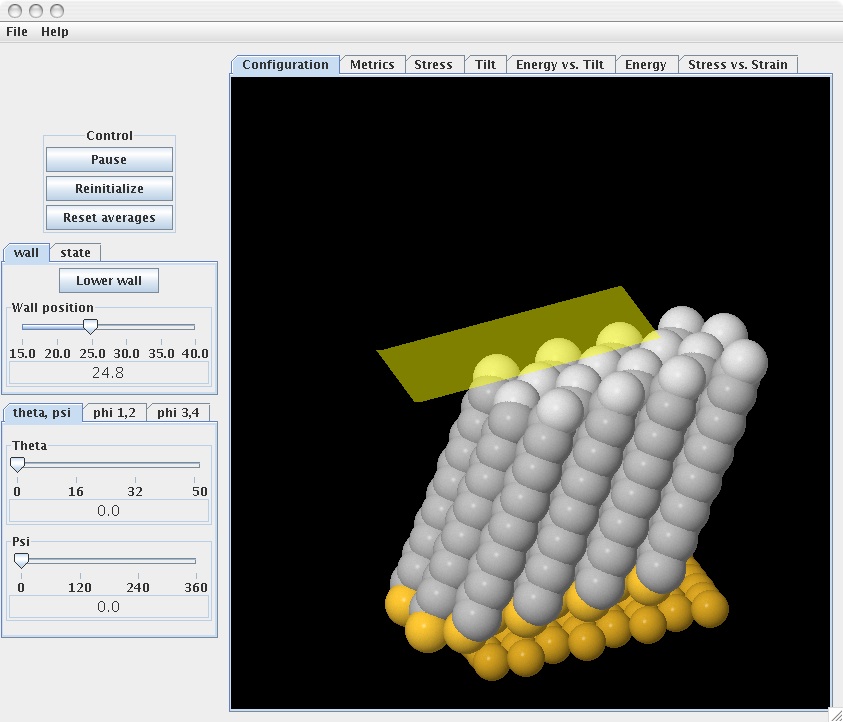 File Help
Configuration Metrics Stress Tilt Energy vs. Tilt Energy Stress vs. Strain
Control
Pause
Reinitialize
Reset averages
wall state
Lower wall
Wall position
15.0 20.0 25.0 30.0 35.0 40.0
24.8
theta, psi phi 1,2 phi 3,4
Theta
0 16 32 50
0.0
Psi
0 120 240 360
0.0